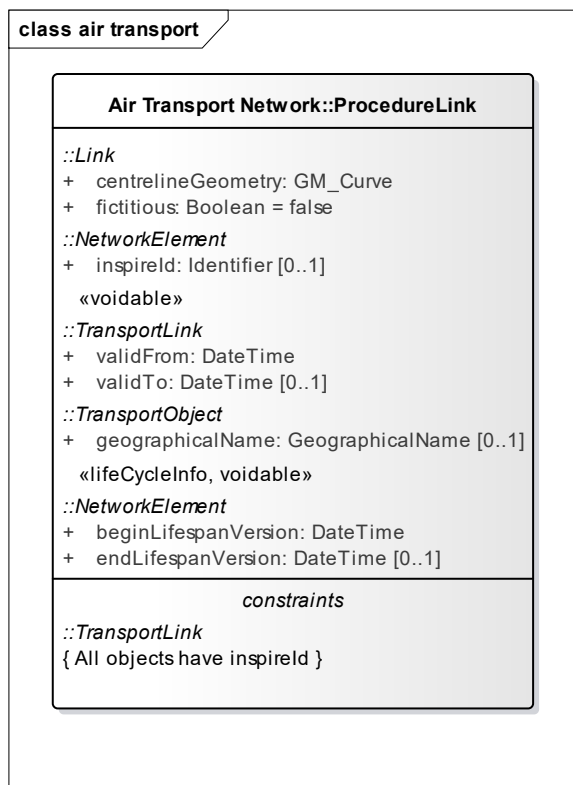 class air transport
Air Transport Network::ProcedureLink
::Link
+ centrelineGeometry: GM_Curve
+ fictitious: Boolean = false
::NetworkElement
+ inspireId: Identifier [0..1]
«voidable»
::TransportLink
+ validFrom: DateTime
+ validTo: DateTime [0..1]
::TransportObject
+ geographicalName: GeographicalName [0..1]
«lifeCycleInfo, voidable»
::NetworkElement
+ beginLifespanVersion: DateTime
+ endLifespanVersion: DateTime [0..1]
constraints
::TransportLink
{ All objects have inspireId }